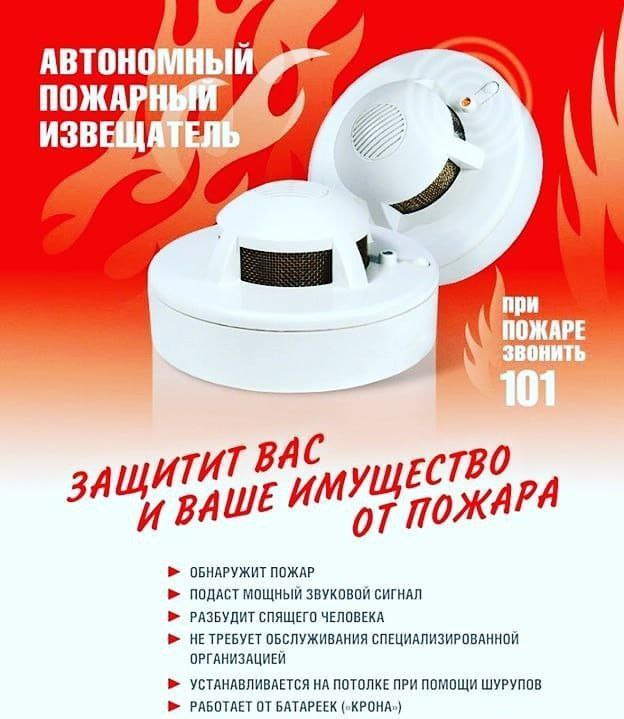 АВТОНОМНЫЙ
ПОЖАРНЫЙ
ИЗВЕЩАТЕЛЬ
при
ПОЖАРЕ
ЗВОНИТЬ
101
ЗАЩИТИТ ВАС
И ВАШЕ ИМУЩЕСТВО
ОТ ПОЖАРА
ОБНАРУЖИТ ПОЖАР
ПОДАСТ МОЩНЫЙ ЗВУКОВОЙ СИГНАЛ
РАЗБУДИТ СПЯЩЕГО ЧЕЛОВЕКА
НЕ ТРЕБУЕТ ОБСЛУЖИВАНИЯ СПЕЦИАЛИЗИРОВАННОЙ
ОРГАНИЗАЦИЕЙ
УСТАНАВЛИВАЕТСЯ НА ПОТОЛКЕ ПРИ ПОМОЩИ ШУРУПОВ
РАБОТАЕТ ОТ БАТАРЕЕК («КРОНА»)